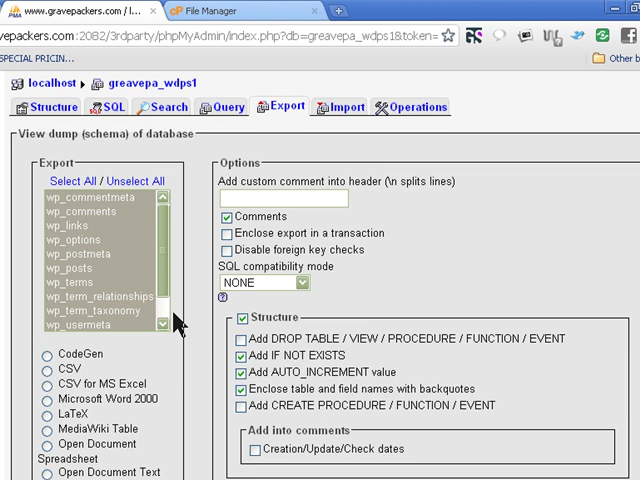 www.gravepackers.com / l...
File Manager
PMA
vepackers.com:2082/3rdparty/phpMyAdmin/index.php?db=greavepa_wdps1&token=
SPECIAL PRICIN...
Other b
localhost
greavepa_wdps1
Structure
SQL
Search
Query
Export
Import
Operations
View dump (schema) of database
Export
Select All / Unselect All
wp_commentmeta
wp_comments
wp_links
wp_options
wp_postmeta
wp_posts
wp_terms
wp_term_relationships
wp_term_taxonomy
wp_usermeta
CodeGen
CSV
CSV for MS Excel
Microsoft Word 2000
LaTeX
MediaWiki Table
Open Document
Spreadsheet
Open Document Text
Options
Add custom comment into header (\n splits lines)
Comments
Enclose export in a transaction
Disable foreign key checks
SQL compatibility mode
NONE
Structure
Add DROP TABLE / VIEW / PROCEDURE / FUNCTION / EVENT
Add IF NOT EXISTS
Add AUTO_INCREMENT value
Enclose table and field names with backquotes
Add CREATE PROCEDURE / FUNCTION / EVENT
Add into comments
Creation/Update/Check dates